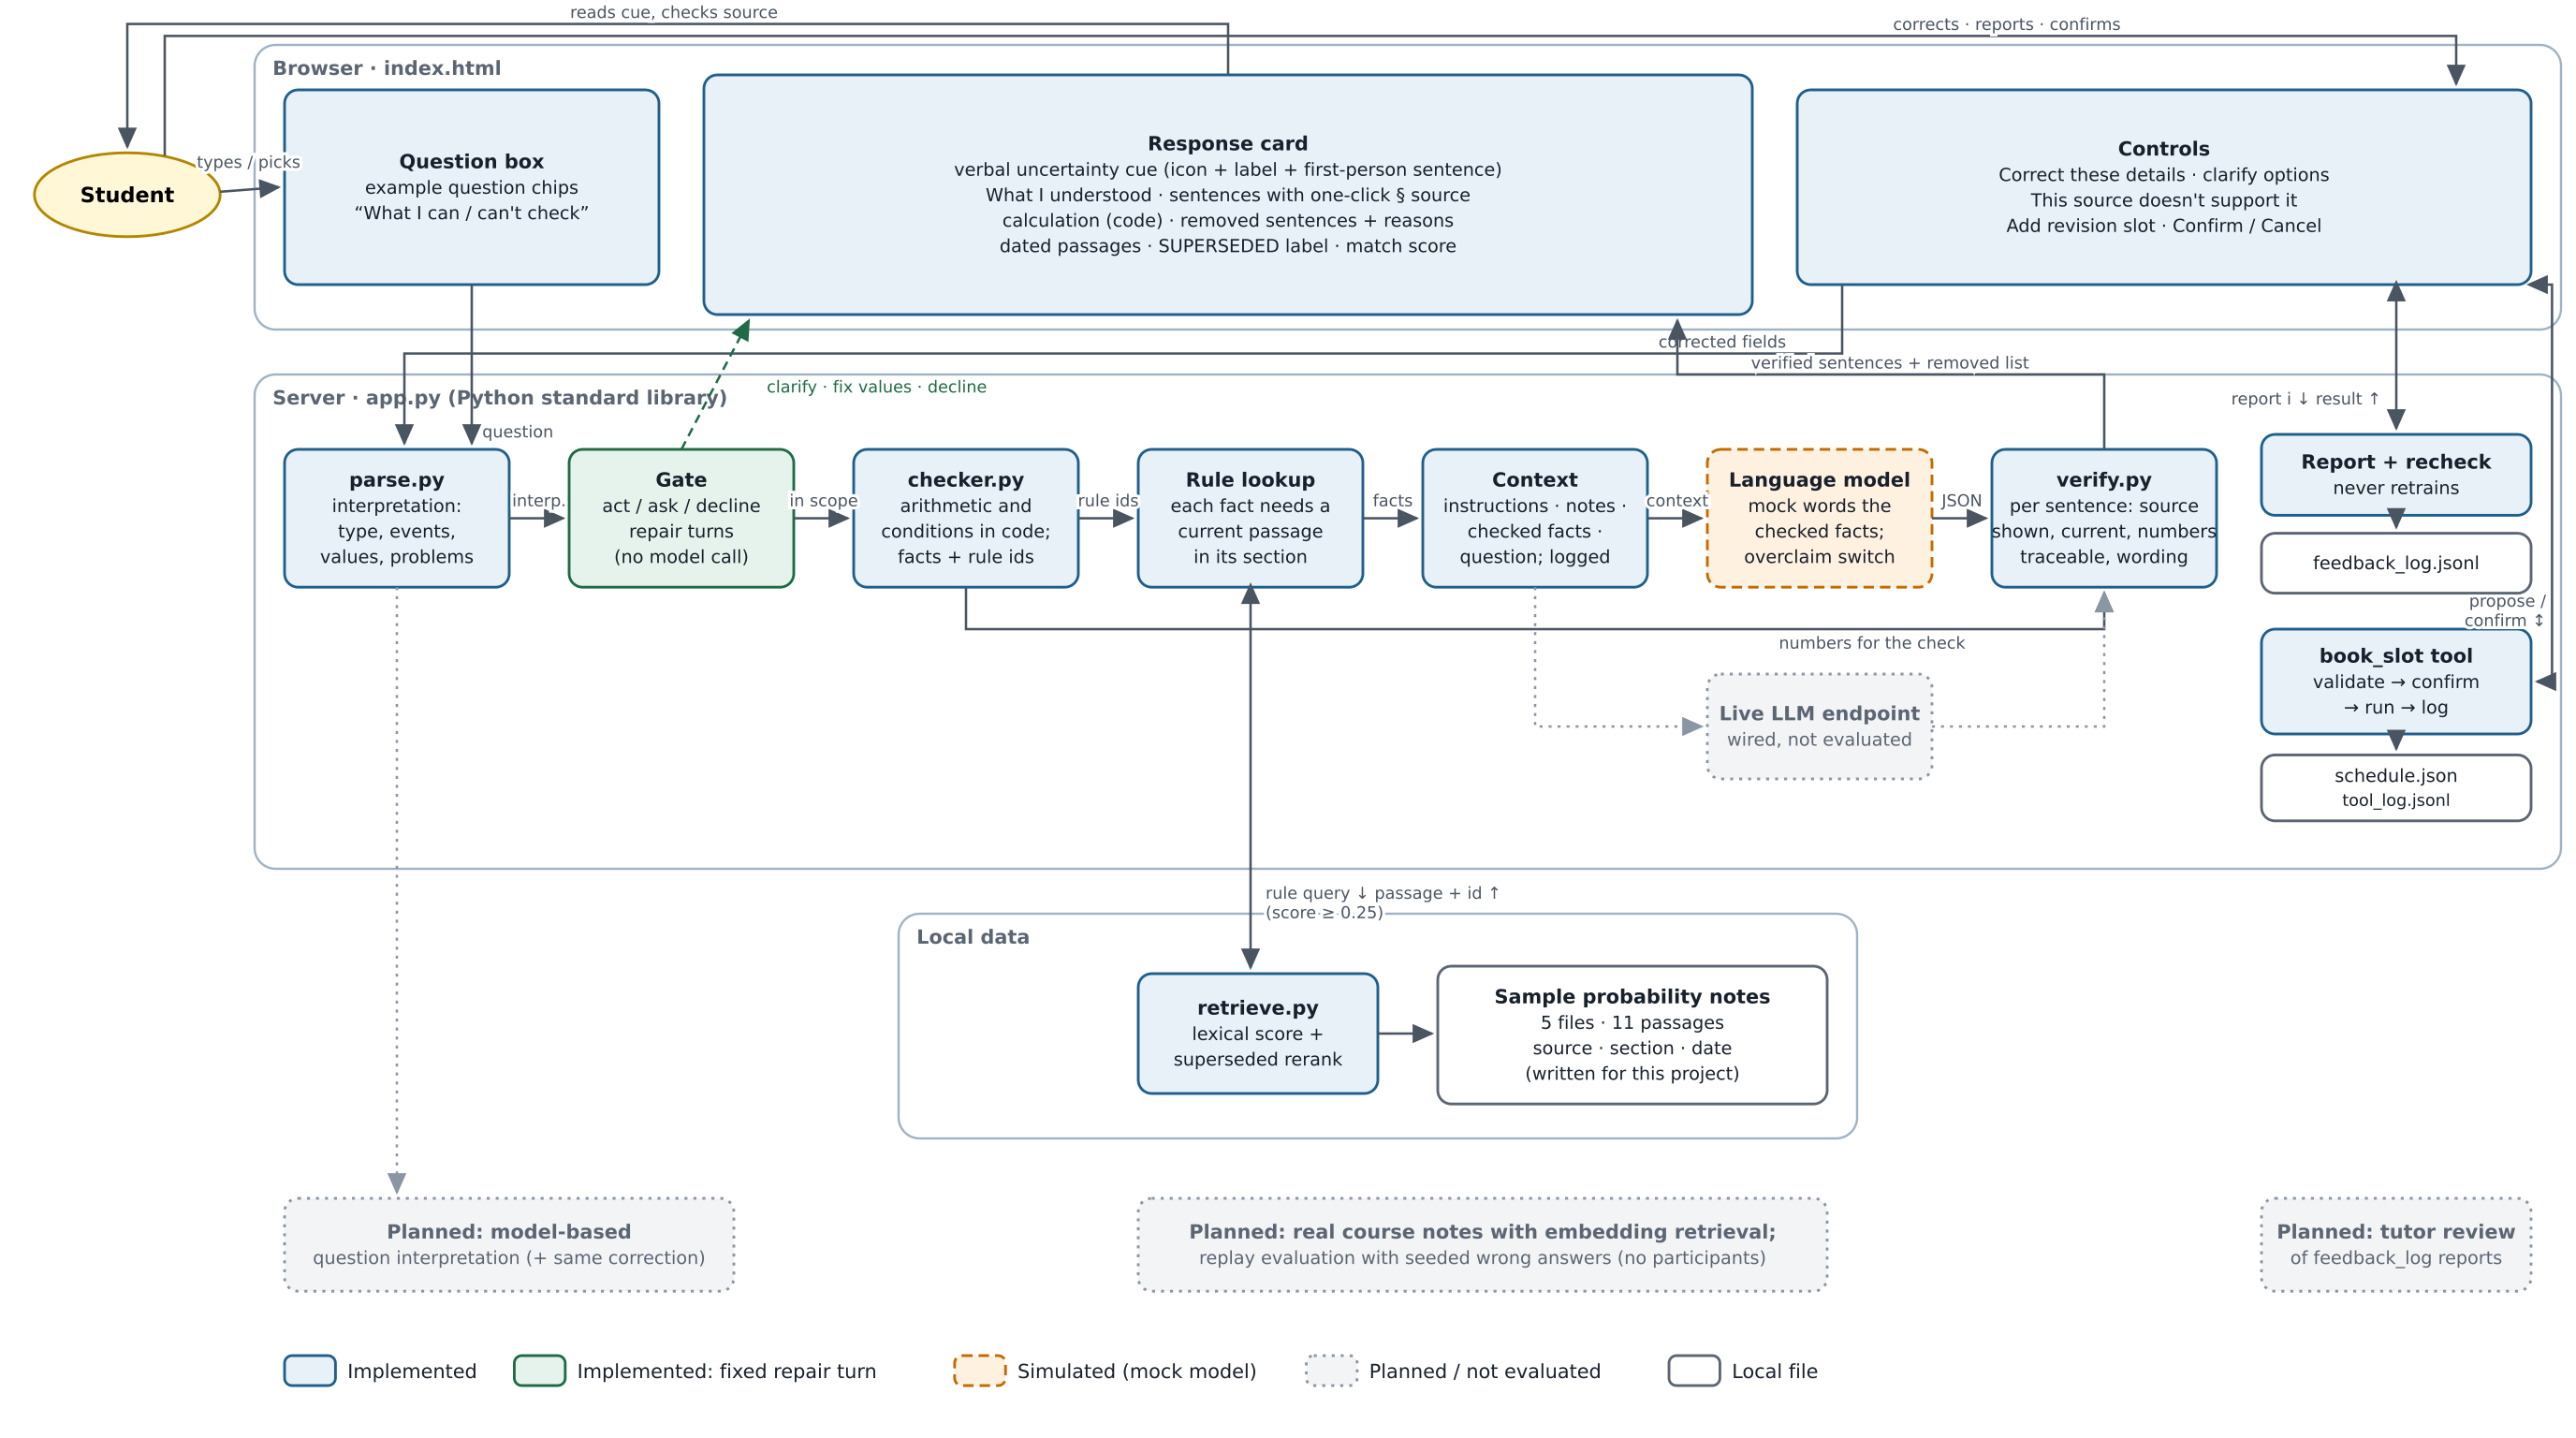 reads cue, checks source
corrects · reports · confirms
Browser · index.html
Student
types / picks
Question box
example question chips
“What I can / can't check”
Response card
verbal uncertainty cue (icon + label + first-person sentence)
What I understood · sentences with one-click § source
calculation (code) · removed sentences + reasons
dated passages · SUPERSEDED label · match score
Controls
Correct these details · clarify options
This source doesn't support it
Add revision slot · Confirm / Cancel
corrected fields
verified sentences + removed list
clarify · fix values · decline
Server · app.py (Python standard library)
report i ↓ result ↑
question
parse.py
interpretation:
type, events,
values, problems
interp.
Gate
act / ask / decline
repair turns
(no model call)
in scope
checker.py
arithmetic and
conditions in code;
facts + rule ids
rule ids
Rule lookup
each fact needs a
current passage
in its section
facts
Context
instructions · notes ·
checked facts ·
question; logged
context
Language model
mock words the
checked facts;
overclaim switch
JSON
verify.py
per sentence: source
shown, current, numbers
traceable, wording
Report + recheck
never retrains
feedback_log.jsonl
propose /
confirm ↕
numbers for the check
book_slot tool
validate → confirm
→ run → log
Live LLM endpoint
wired, not evaluated
schedule.json
tool_log.jsonl
rule query ↓ passage + id ↑
(score ≥ 0.25)
Local data
retrieve.py
lexical score +
superseded rerank
Sample probability notes
5 files · 11 passages
source · section · date
(written for this project)
Planned: model-based
question interpretation (+ same correction)
Planned: real course notes with embedding retrieval;
replay evaluation with seeded wrong answers (no participants)
Planned: tutor review
of feedback_log reports
Implemented
Implemented: fixed repair turn
Simulated (mock model)
Planned / not evaluated
Local file